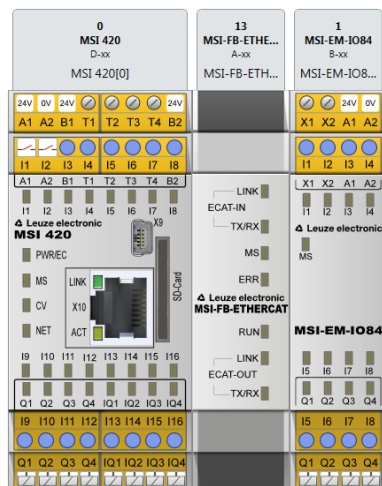 0
MSI 420
D-xx
MSI 420[0]
13
MSI-FB-ETHE...
A-xx
MSI-FB-ETH...
1
MSI-EM-IO84
B-xx
MSI-EM-IO8...
24V 0V 24V 24V
A1 A2 B1 T1 T2 T3 T4 B2
I1 I2 I3 I4 I5 I6 I7 I8
A1 A2 B1 T1 T2 T3 T4 B2
I1 I2 I3 I4 I5 I6 I7 I8
Leuze electronic
MSI 420
X9
PWR/EC
MS
CV
NET
LINK
X10
ACT
SD-Card
I9 I10 I11 I12 I13 I14 I15 I16
Q1 Q2 Q3 Q4 IQ1 IQ2 IQ3 IQ4
I9 I10 I11 I12 I13 I14 I15 I16
Q1 Q2 Q3 Q4 IQ1 IQ2 IQ3 IQ4
LINK
ECAT-IN
TX/RX
MS
ERR
Leuze electronic
MSI-FB-ETHERCAT
RUN
LINK
ECAT-OUT
TX/RX
24V 0V
X1 X2 A1 A2
I1 I2 I3 I4
X1 X2 A1 A2
I1 I2 I3 I4
Leuze electronic
MS
MSI-EM-IO84
I5 I6 I7 I8
Q1 Q2 Q3 Q4
I5 I6 I7 I8
Q1 Q2 Q3 Q4